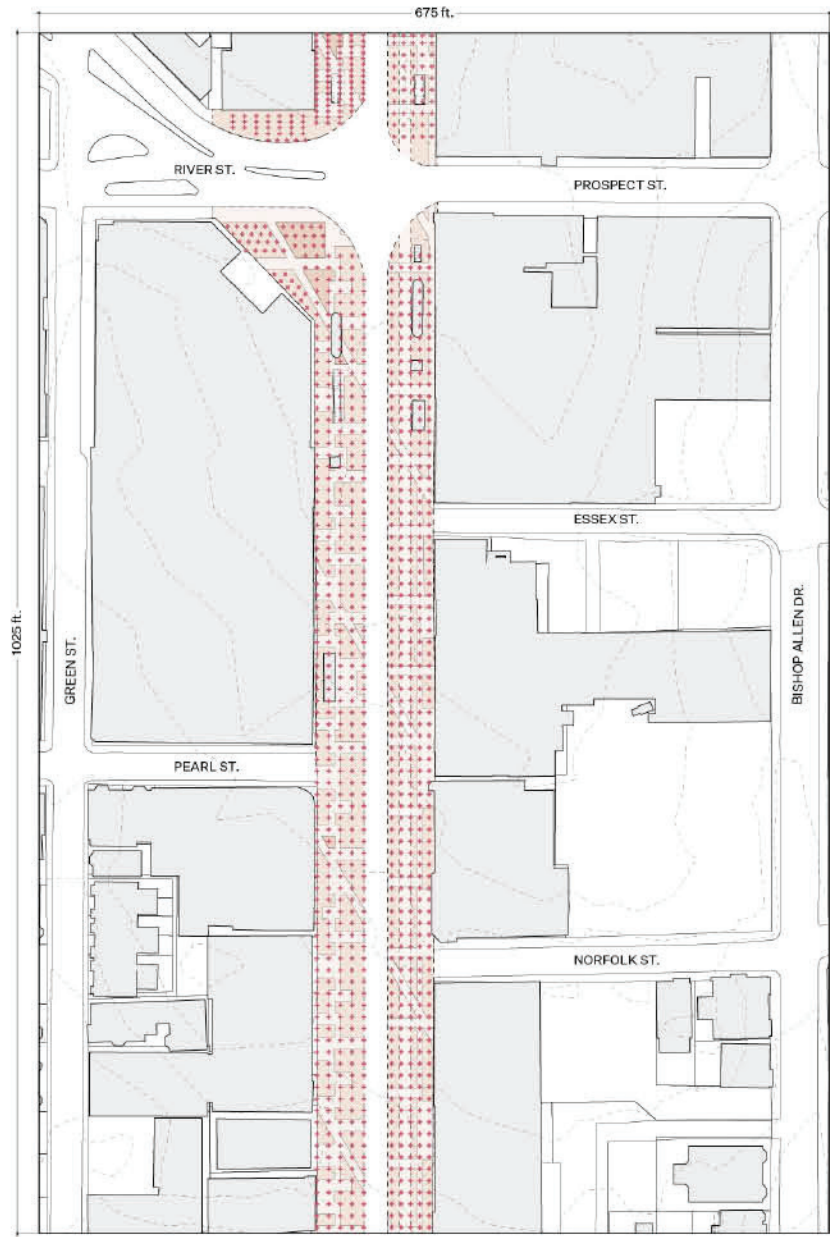 675 ft.
RIVER ST.
PROSPECT ST.
ESSEX ST.
1025 ft.
GREEN ST.
BISHOP ALLEN DR.
PEARL ST.
NORFOLK ST.